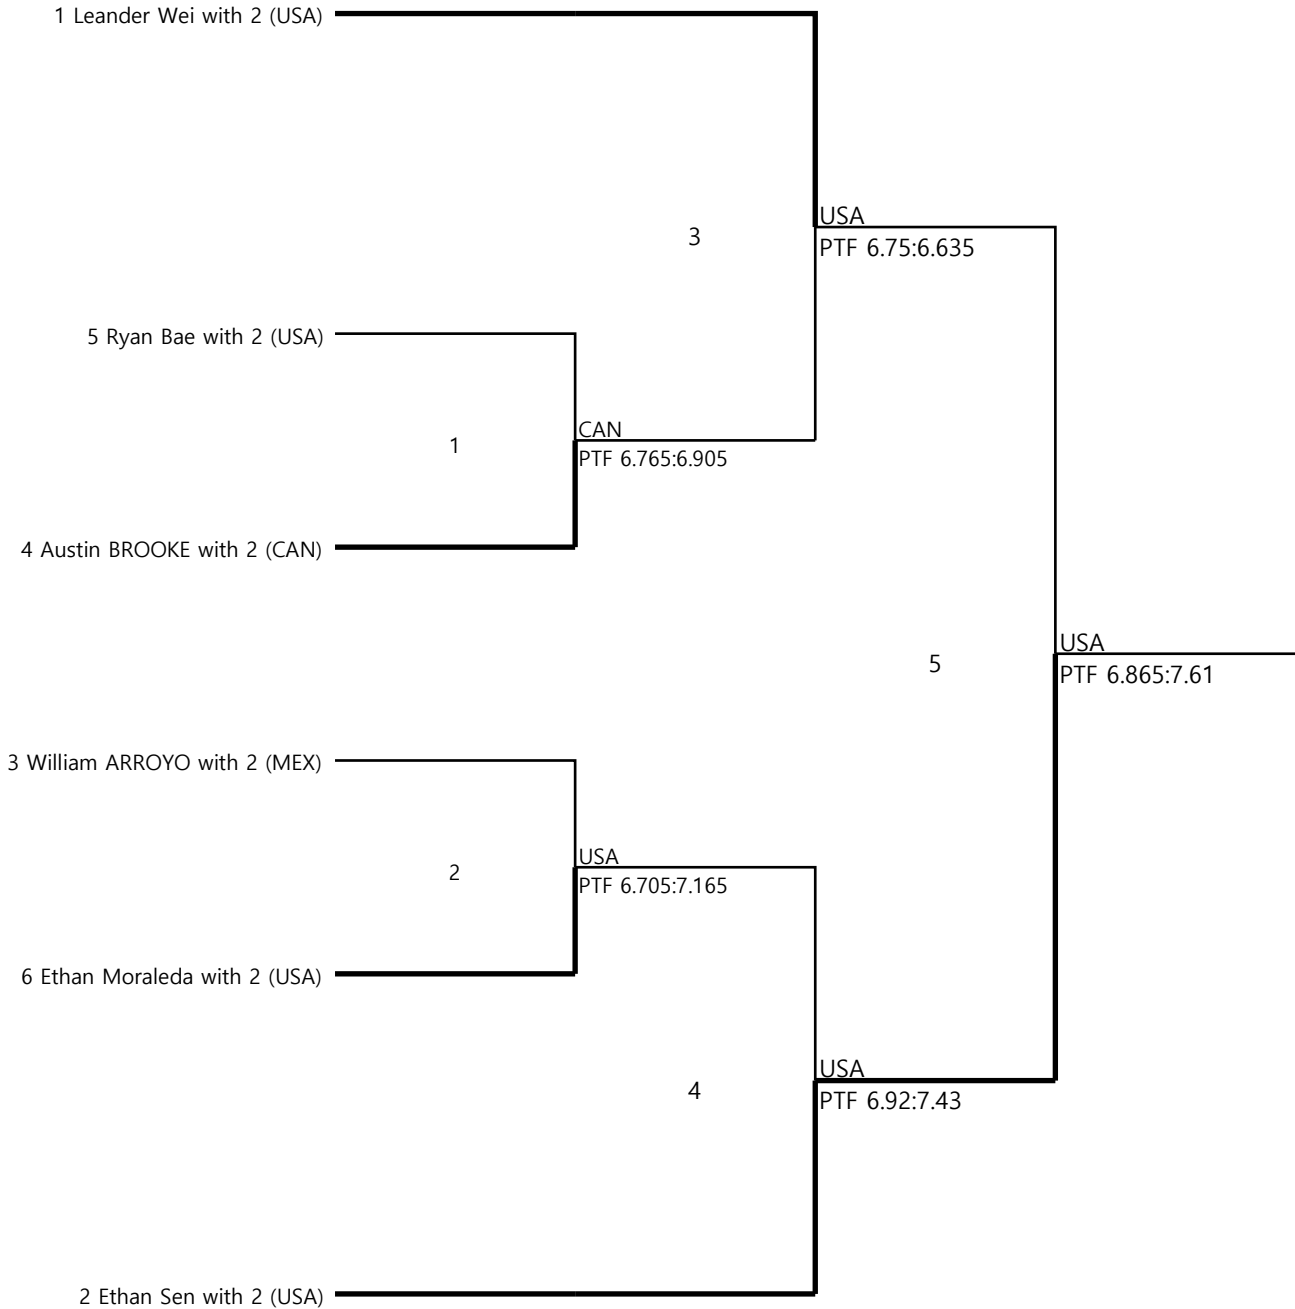 1 Leander Wei with 2 (USA)
USA
3
PTF 6.75:6.635
5 Ryan Bae with 2 (USA)
CAN
1
PTF 6.765:6.905
4 Austin BROOKE with 2 (CAN)
USA
5
PTF 6.865:7.61
3 William ARROYO with 2 (MEX)
USA
2
PTF 6.705:7.165
6 Ethan Moraleda with 2 (USA)
USA
4
PTF 6.92:7.43
2 Ethan Sen with 2 (USA)